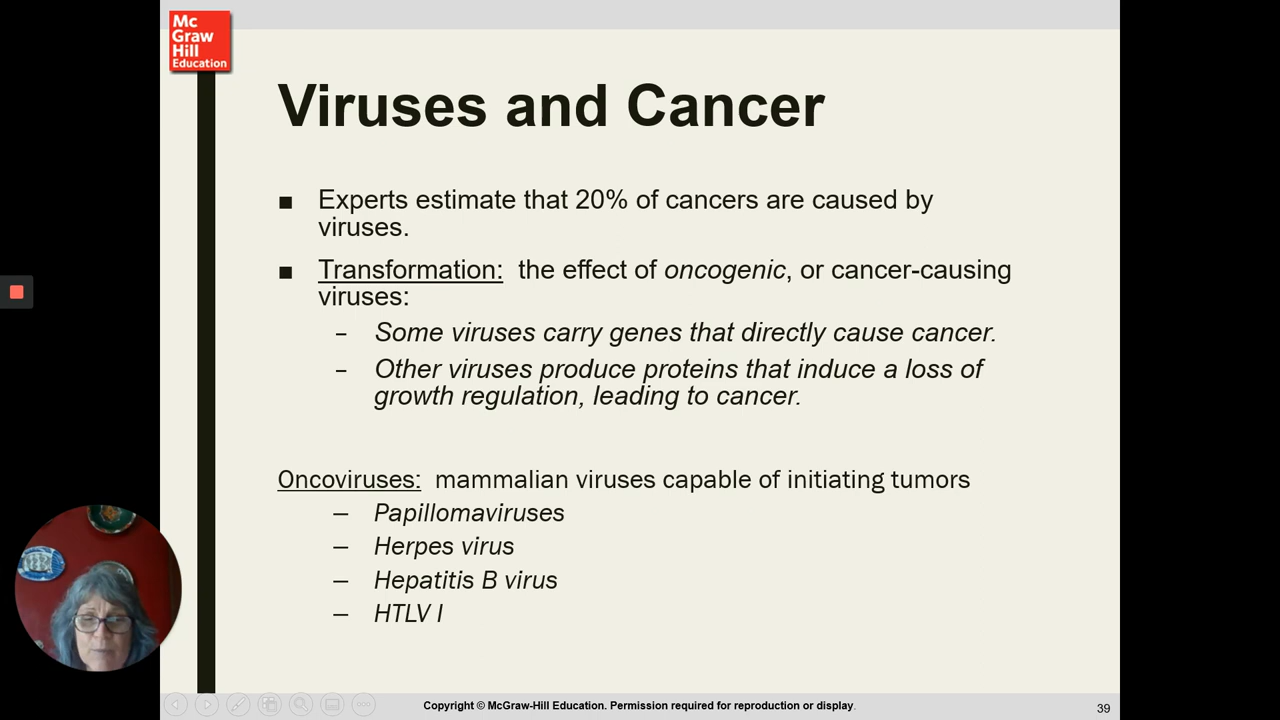 Mc
Graw
Hill
Education
Viruses and Cancer
■ Experts estimate that 20% of cancers are caused by
viruses.
■ Transformation: the effect of oncogenic, or cancer-causing
viruses:
– Some viruses carry genes that directly cause cancer.
– Other viruses produce proteins that induce a loss of
growth regulation, leading to cancer.
Oncoviruses: mammalian viruses capable of initiating tumors
– Papillomaviruses
– Herpes virus
– Hepatitis B virus
– HTLV I
Copyright © McGraw-Hill Education. Permission required for reproduction or display.
39